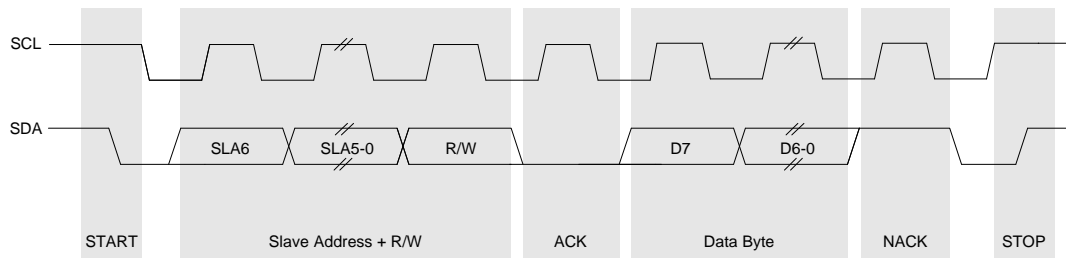 SCL
SDA
SLA6 SLA5-0 R/W D7 D6-0
START Slave Address + R/W ACK Data Byte NACK STOP